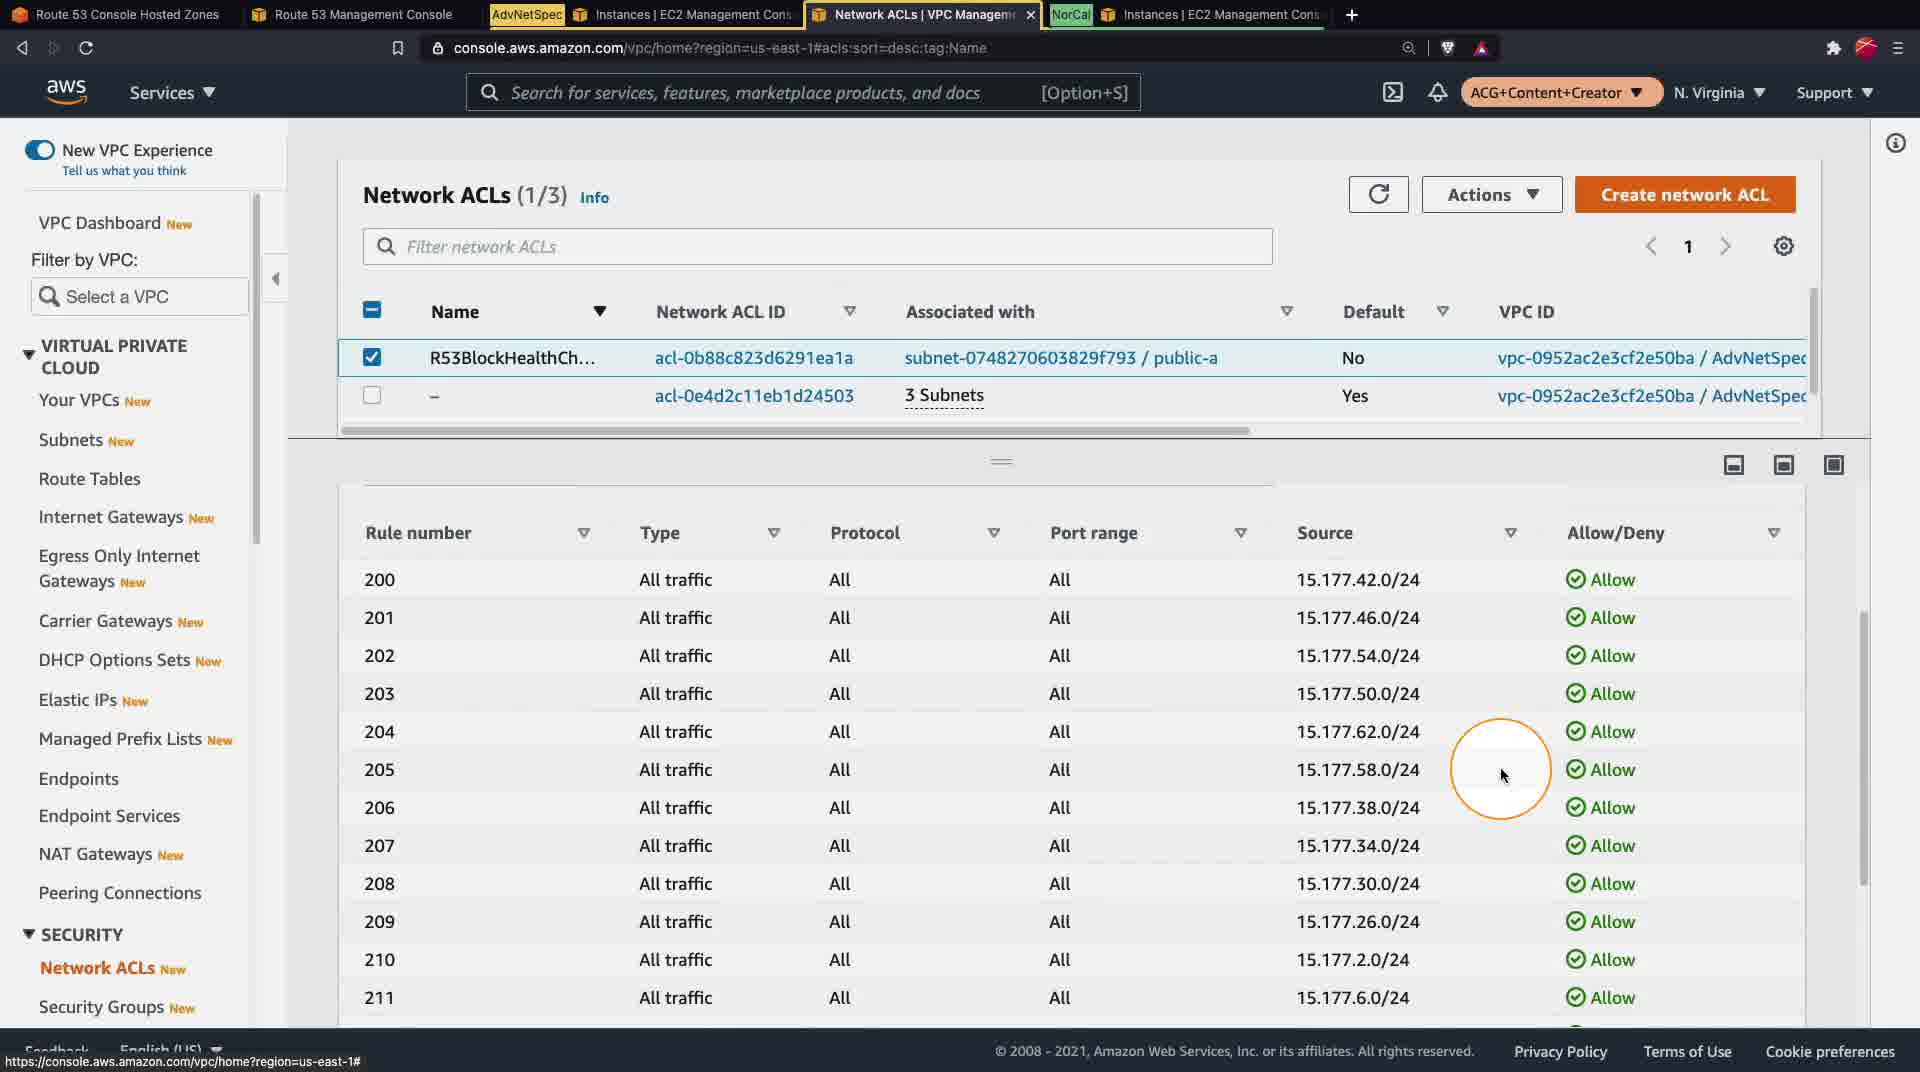 Route 53 Console Hosted Zones
Route 53 Management Console
AdvNetSpec
Instances | EC2 Management Cons
Network ACLs | VPC Managem
NorCal
Instances | EC2 Management Cons
console.aws.amazon.com/vpc/home?region=us-east-1#acls:sort=desc:tag:Name
aws
Services
Search for services, features, marketplace products, and docs
[Option+S]
ACG+Content+Creator
N. Virginia
Support
New VPC Experience
Tell us what you think
VPC Dashboard New
Filter by VPC:
Select a VPC
VIRTUAL PRIVATE
CLOUD
Your VPCs New
Subnets New
Route Tables
Internet Gateways New
Egress Only Internet
Gateways New
Carrier Gateways New
DHCP Options Sets New
Elastic IPs New
Managed Prefix Lists New
Endpoints
Endpoint Services
NAT Gateways New
Peering Connections
SECURITY
Network ACLs New
Security Groups New
Network ACLs (1/3) Info
Actions
Create network ACL
Filter network ACLs
1
Name Network ACL ID Associated with Default VPC ID
R53BlockHealthCh... acl-0b88c823d6291ea1a subnet-0748270603829f793 / public-a No vpc-0952ac2e3cf2e50ba / AdvNetSpec
– acl-0e4d2c11eb1d24503 3 Subnets Yes vpc-0952ac2e3cf2e50ba / AdvNetSpec
Rule number Type Protocol Port range Source Allow/Deny
200 All traffic All All 15.177.42.0/24 Allow
201 All traffic All All 15.177.46.0/24 Allow
202 All traffic All All 15.177.54.0/24 Allow
203 All traffic All All 15.177.50.0/24 Allow
204 All traffic All All 15.177.62.0/24 Allow
205 All traffic All All 15.177.58.0/24 Allow
206 All traffic All All 15.177.38.0/24 Allow
207 All traffic All All 15.177.34.0/24 Allow
208 All traffic All All 15.177.30.0/24 Allow
209 All traffic All All 15.177.26.0/24 Allow
210 All traffic All All 15.177.2.0/24 Allow
211 All traffic All All 15.177.6.0/24 Allow
Feedback English (US)
© 2008 - 2021, Amazon Web Services, Inc. or its affiliates. All rights reserved. Privacy Policy Terms of Use Cookie preferences
https://console.aws.amazon.com/vpc/home?region=us-east-1#